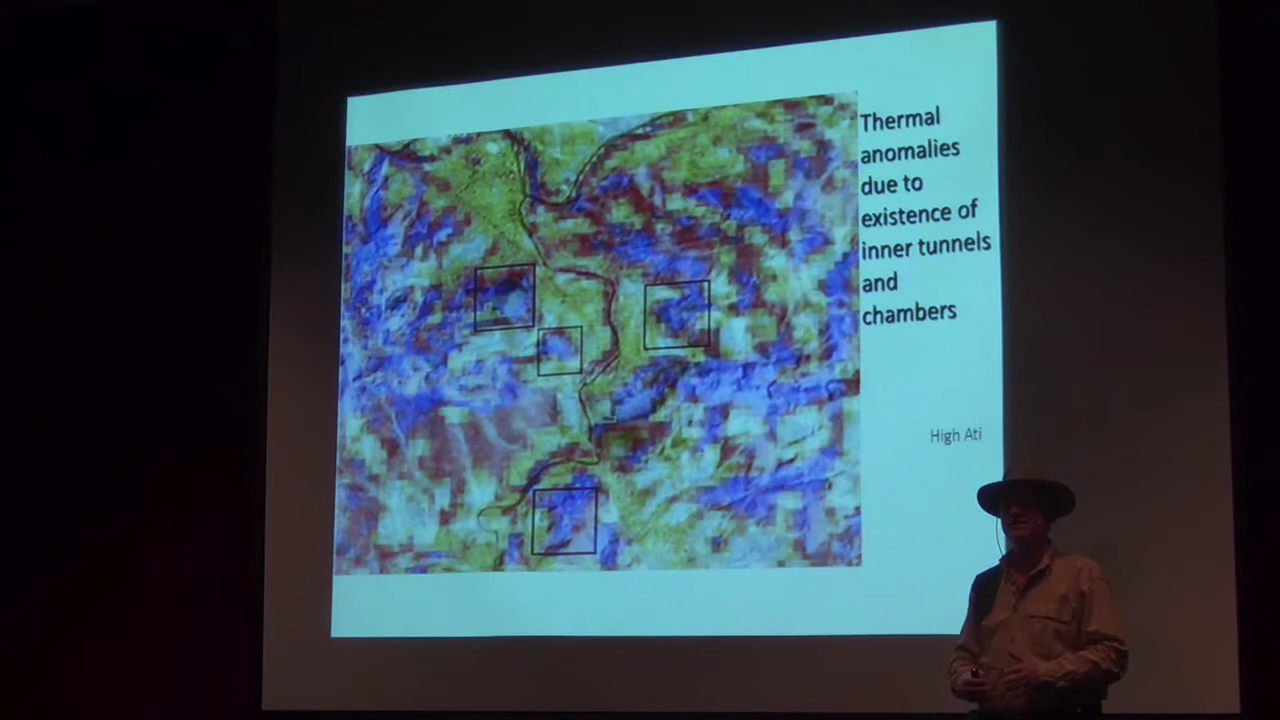 Thermal
anomalies
due to
existence of
inner tunnels
and
chambers
High Ati